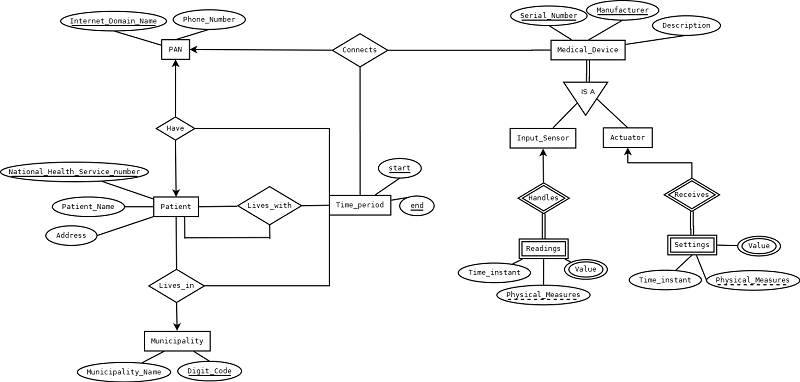 Internet_Domain_Name
Phone_Number
Serial_Number
Manufacturer
Description
PAN
Connects
Medical_Device
IS A
Have
Input_Sensor
Actuator
National_Health_Service_number
start
Patient_Name
Patient
Lives_with
Time_period
end
Handles
Receives
Address
Readings
Settings
Value
Time_instant
Value
Time_instant
Physical_Measures
Lives_in
Physical_Measures
Municipality
Municipality_Name
Digit_Code